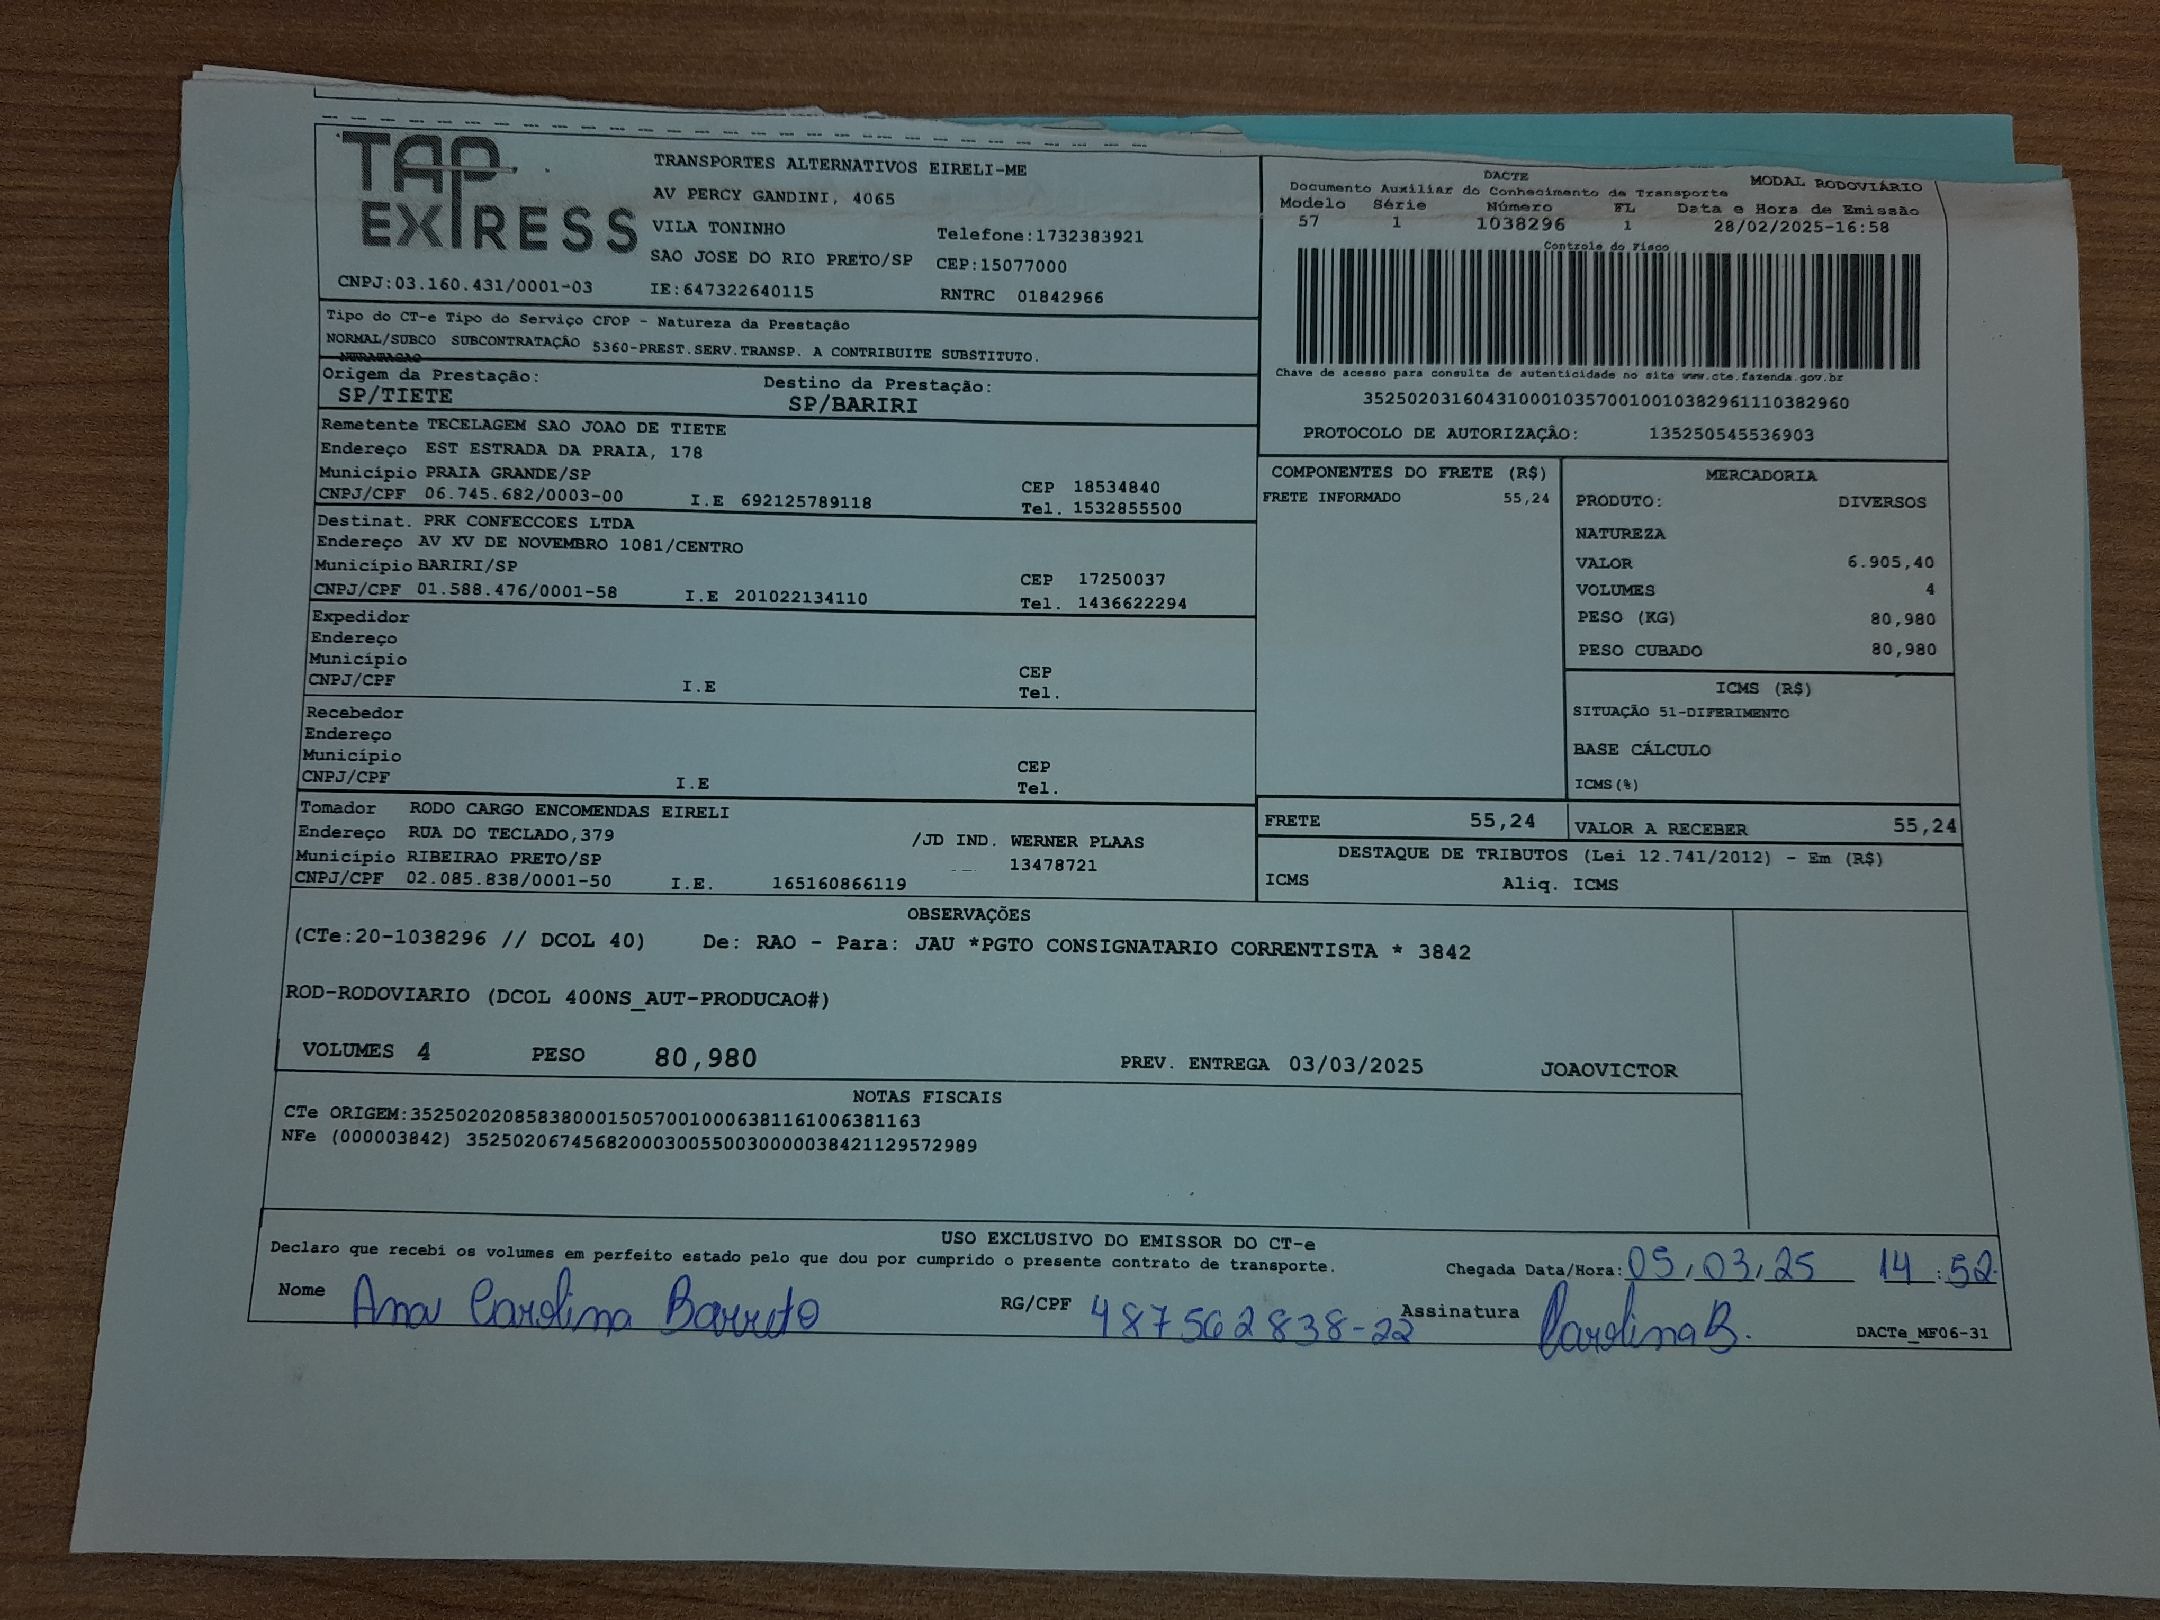 TAP EXPRESS
TRANSPORTES ALTERNATIVOS EIRELI-ME
AV PERCY GANDINI, 4065
VILA TONINHO
Telefone:1732383921
SAO JOSE DO RIO PRETO/SP CEP:15077000
CNPJ:03.160.431/0001-03 IE:647322640115 RNTRC 01842966
DACTE MODAL RODOVIÁRIO
Documento Auxiliar do Conhecimento de Transporte
Modelo Série Número FL Data e Hora de Emissão
57 1 1038296 1 28/02/2025-16:58
Controle do Fisco
Chave de acesso para consulta de autenticidade no site www.cte.fazenda.gov.br
35250203160431000103570010010382961110382960
PROTOCOLO DE AUTORIZAÇÂO: 135250545536903
Tipo do CT-e Tipo do Serviço CFOP - Natureza da Prestação
NORMAL/SUBCO SUBCONTRATAÇÃO 5360-PREST.SERV.TRANSP. A CONTRIBUITE SUBSTITUTO.
Origem da Prestação: Destino da Prestação:
SP/TIETE SP/BARIRI
Remetente TECELAGEM SAO JOAO DE TIETE
Endereço EST ESTRADA DA PRAIA, 178
Município PRAIA GRANDE/SP CEP 18534840
CNPJ/CPF 06.745.682/0003-00 I.E 692125789118 Tel. 1532855500
Destinat. PRK CONFECCOES LTDA
Endereço AV XV DE NOVEMBRO 1081/CENTRO
Município BARIRI/SP CEP 17250037
CNPJ/CPF 01.588.476/0001-58 I.E 201022134110 Tel. 1436622294
Expedidor
Endereço
Município CEP
CNPJ/CPF I.E Tel.
Recebedor
Endereço
Município CEP
CNPJ/CPF I.E Tel.
Tomador RODO CARGO ENCOMENDAS EIRELI
Endereço RUA DO TECLADO,379 /JD IND. WERNER PLAAS
Município RIBEIRAO PRETO/SP 13478721
CNPJ/CPF 02.085.838/0001-50 I.E. 165160866119
COMPONENTES DO FRETE (R$)
FRETE INFORMADO 55,24
MERCADORIA
PRODUTO: DIVERSOS
NATUREZA
VALOR 6.905,40
VOLUMES 4
PESO (KG) 80,980
PESO CUBADO 80,980
ICMS (R$)
SITUAÇÃO 51-DIFERIMENTO
BASE CÁLCULO
ICMS(%)
FRETE 55,24 VALOR A RECEBER 55,24
DESTAQUE DE TRIBUTOS (Lei 12.741/2012) - Em (R$)
ICMS Aliq. ICMS
OBSERVAÇÕES
(CTe:20-1038296 // DCOL 40) De: RAO - Para: JAU *PGTO CONSIGNATARIO CORRENTISTA * 3842
ROD-RODOVIARIO (DCOL 400NS_AUT-PRODUCAO#)
VOLUMES 4 PESO 80,980 PREV. ENTREGA 03/03/2025 JOAOVICTOR
NOTAS FISCAIS
CTe ORIGEM:35250202085838000150570010006381161006381163
NFe (000003842) 35250206745682000300550030000038421129572989
USO EXCLUSIVO DO EMISSOR DO CT-e
Declaro que recebi os volumes em perfeito estado pelo que dou por cumprido o presente contrato de transporte.
Chegada Data/Hora: 05,03,25 14:52
Nome Ana Carolina Barreto RG/CPF 487562838-22 Assinatura Carolina B.
DACTe_MF06-31